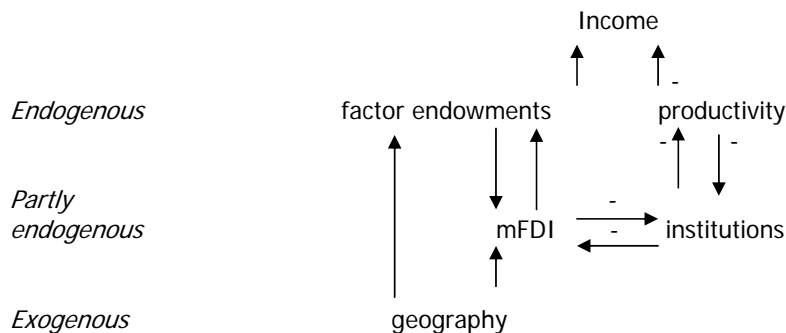 Income
-
Endogenous factor endowments productivity
- -
Partly
-
endogenous mFDI - institutions
Exogenous geography